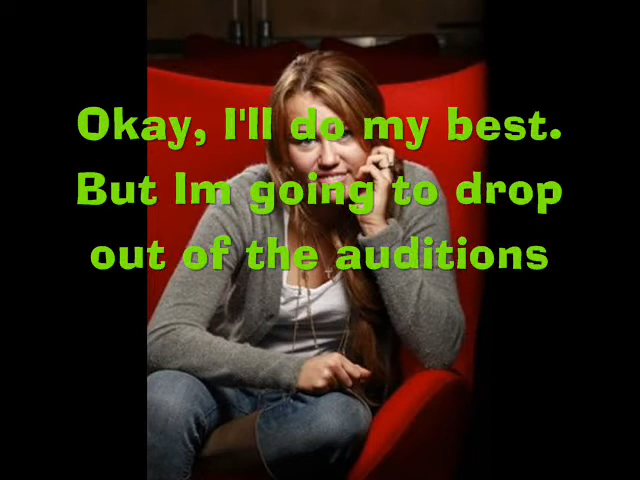 Okay, I'll do my best.
But Im going to drop
out of the auditions